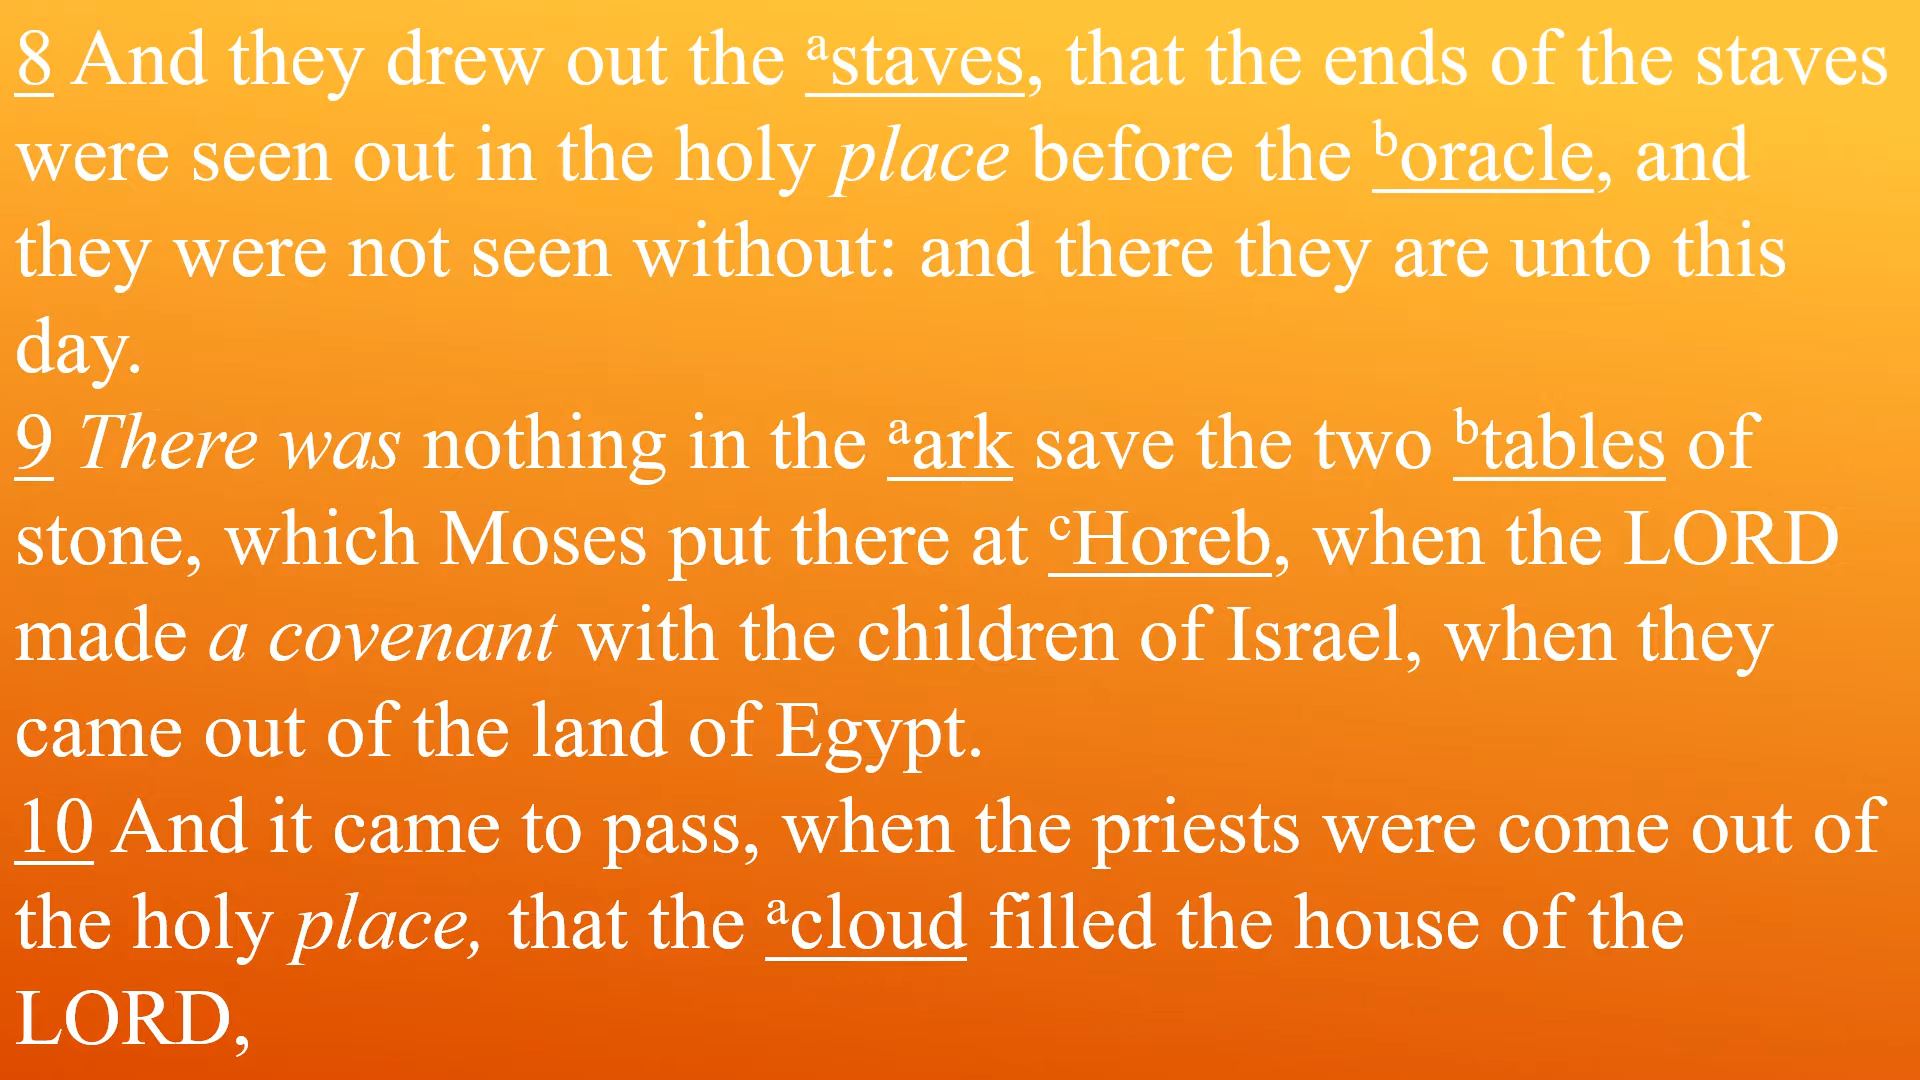 8 And they drew out the ᵃstaves, that the ends of the staves
were seen out in the holy place before the ᵇoracle, and
they were not seen without: and there they are unto this
day.
9 There was nothing in the ᵃark save the two ᵇtables of
stone, which Moses put there at ᶜHoreb, when the LORD
made a covenant with the children of Israel, when they
came out of the land of Egypt.
10 And it came to pass, when the priests were come out of
the holy place, that the ᵃcloud filled the house of the
LORD,